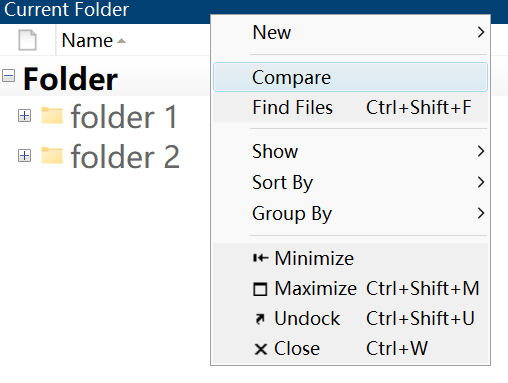 Current Folder
Name
Folder
folder 1
folder 2
New
Compare
Find Files Ctrl+Shift+F
Show
Sort By
Group By
Minimize
Maximize Ctrl+Shift+M
Undock Ctrl+Shift+U
Close Ctrl+W